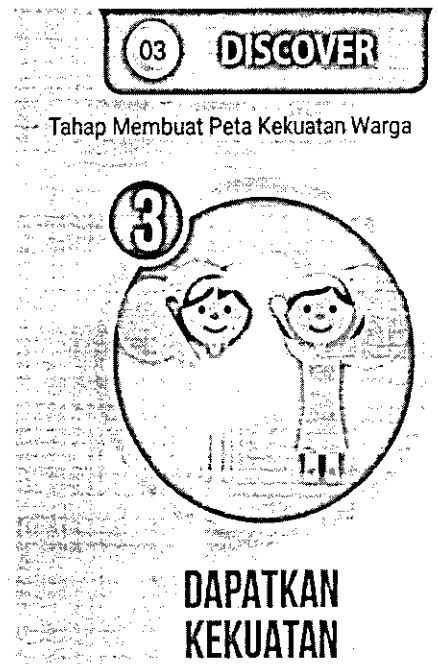 03 DISCOVER
Tahap Membuat Peta Kekuatan Warga
3
DAPATKAN
KEKUATAN